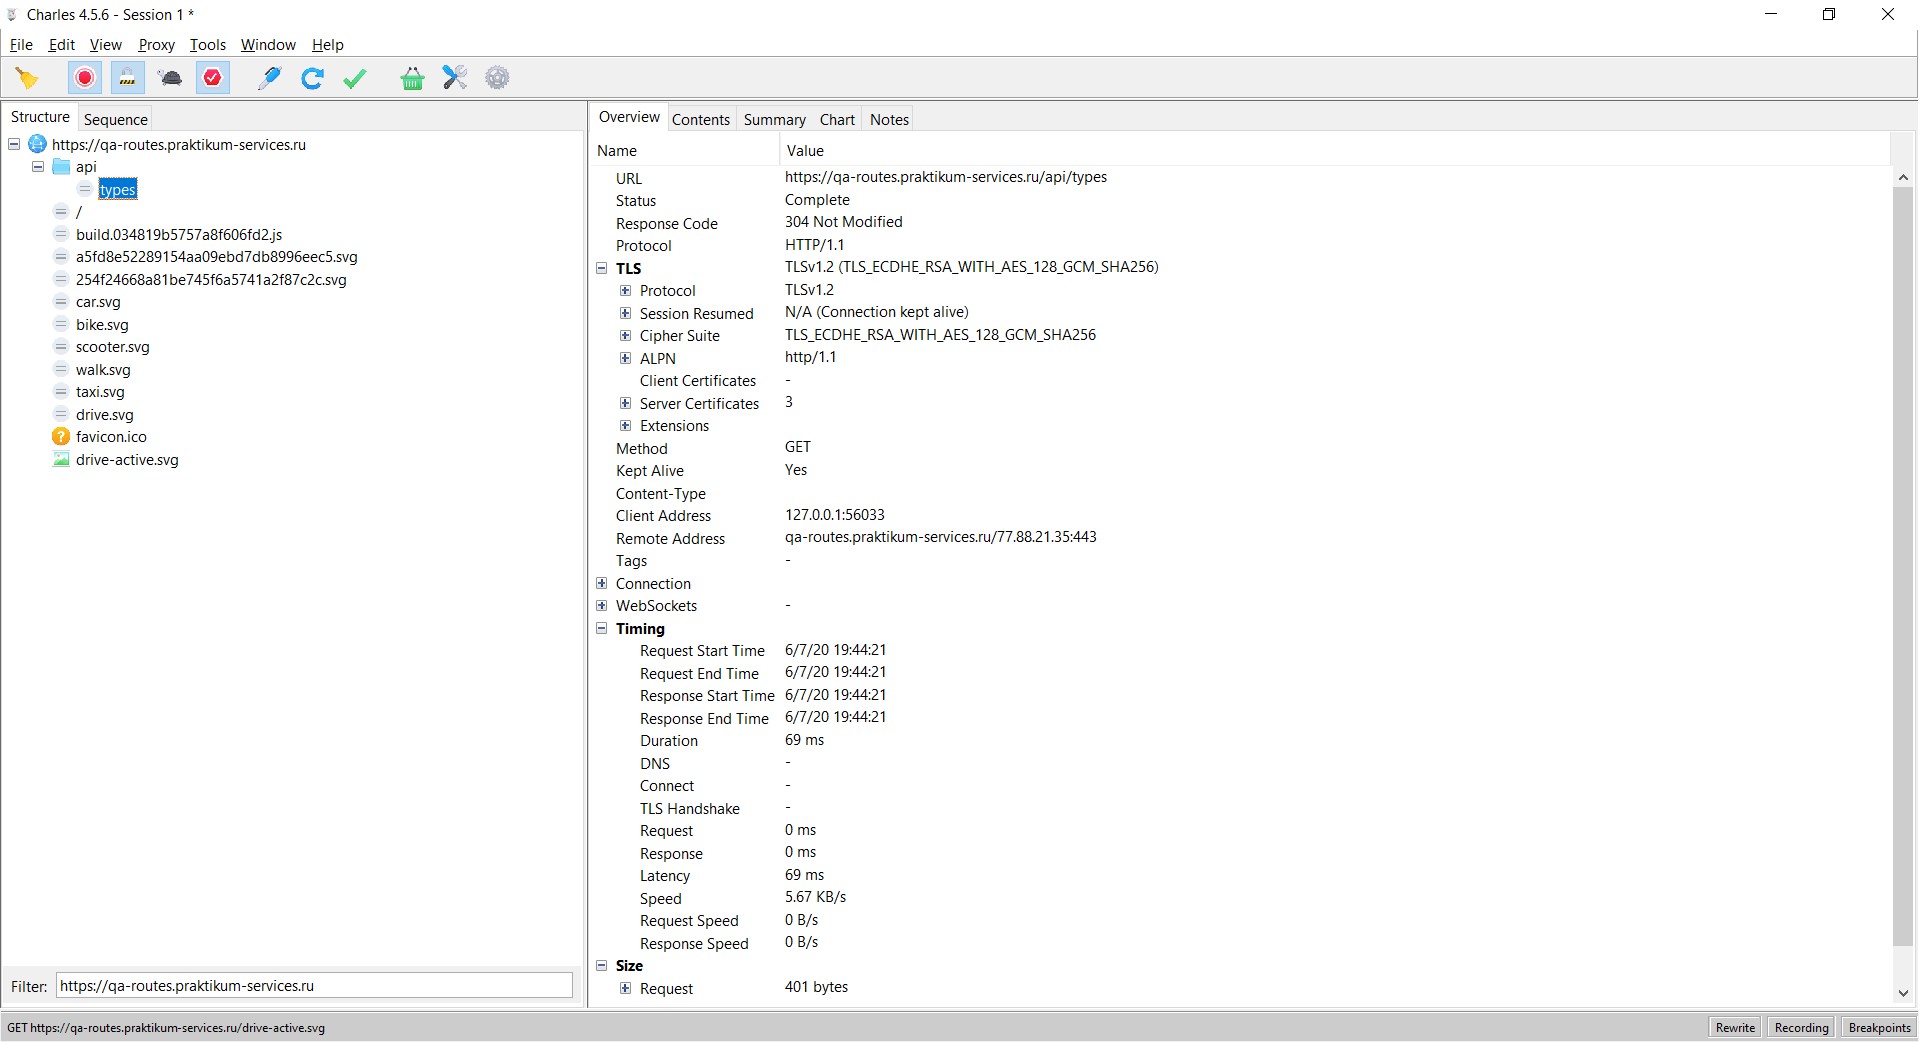 Charles 4.5.6 - Session 1 *
File Edit View Proxy Tools Window Help
Structure Sequence
https://qa-routes.praktikum-services.ru
api
types
/
build.034819b5757a8f606fd2.js
a5fd8e52289154aa09ebd7db8996eec5.svg
254f24668a81be745f6a5741a2f87c2c.svg
car.svg
bike.svg
scooter.svg
walk.svg
taxi.svg
drive.svg
favicon.ico
drive-active.svg
Filter: https://qa-routes.praktikum-services.ru
Overview Contents Summary Chart Notes
Name Value
URL https://qa-routes.praktikum-services.ru/api/types
Status Complete
Response Code 304 Not Modified
Protocol HTTP/1.1
TLS TLSv1.2 (TLS_ECDHE_RSA_WITH_AES_128_GCM_SHA256)
Protocol TLSv1.2
Session Resumed N/A (Connection kept alive)
Cipher Suite TLS_ECDHE_RSA_WITH_AES_128_GCM_SHA256
ALPN http/1.1
Client Certificates -
Server Certificates 3
Extensions
Method GET
Kept Alive Yes
Content-Type
Client Address 127.0.0.1:56033
Remote Address qa-routes.praktikum-services.ru/77.88.21.35:443
Tags -
Connection
WebSockets -
Timing
Request Start Time 6/7/20 19:44:21
Request End Time 6/7/20 19:44:21
Response Start Time 6/7/20 19:44:21
Response End Time 6/7/20 19:44:21
Duration 69 ms
DNS -
Connect -
TLS Handshake -
Request 0 ms
Response 0 ms
Latency 69 ms
Speed 5.67 KB/s
Request Speed 0 B/s
Response Speed 0 B/s
Size
Request 401 bytes
GET https://qa-routes.praktikum-services.ru/drive-active.svg
Rewrite Recording Breakpoints